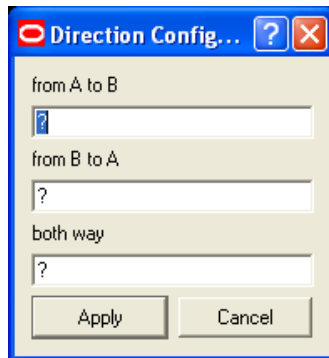 Direction Config... ?
from A to B
?
from B to A
?
both way
?
Apply Cancel